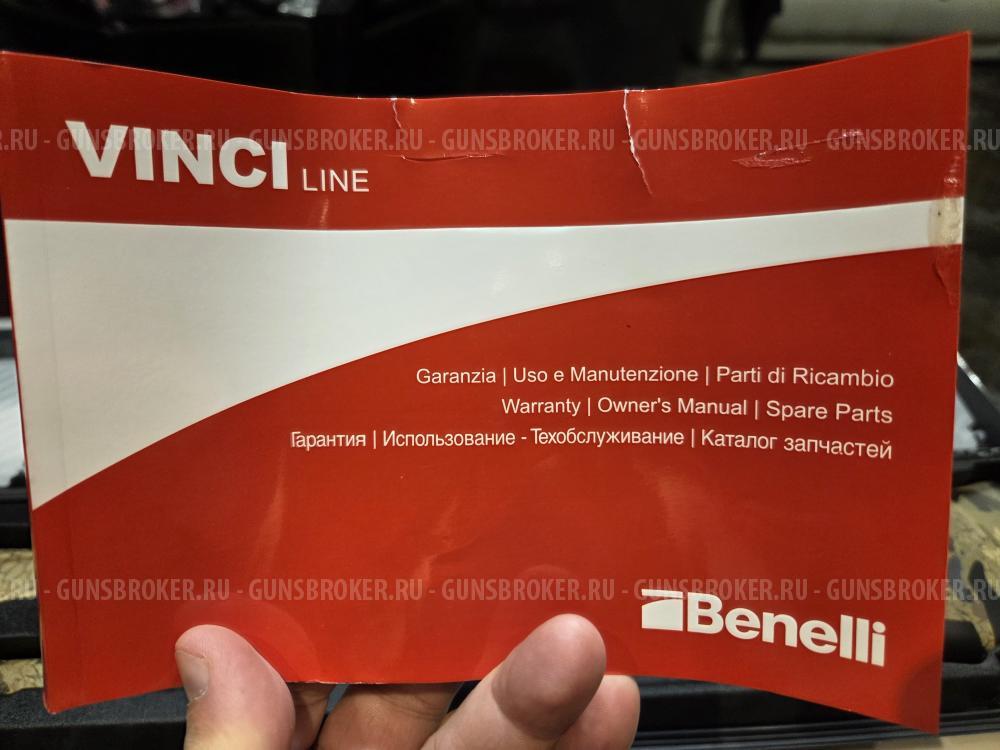 VINCI LINE
.RU - GUNSBROKER.RU - GUNSBROKER.RU - GUNSBROKER.RU - GUNSBROKER.RU - GUNSBROKER.RU
Garanzia | Uso e Manutenzione | Parti di Ricambio
Warranty | Owner's Manual | Spare Parts
Гарантия | Использование - Техобслуживание | Каталог запчастей
- GUNSBROKER.RU - GUNSBROKER.RU - GUNSBROKER.RU - GUNSBROKER.RU - GUNSBROKER.RU
Benelli